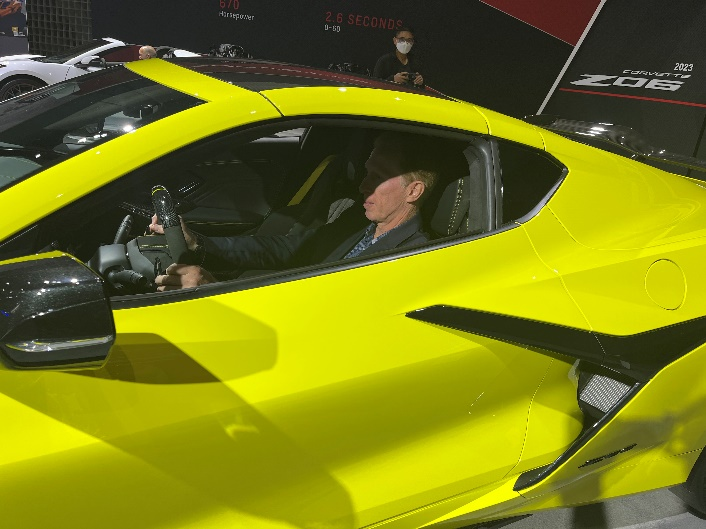 670
Horsepower
2.6 SECONDS
0-60
2023
CORVETTE
Z06